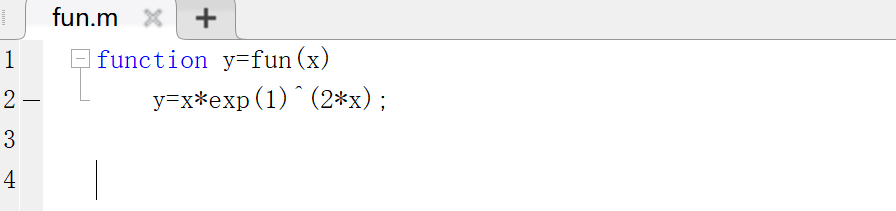 fun.m
1 function y=fun(x)
2 y=x*exp(1)^(2*x);
3
4